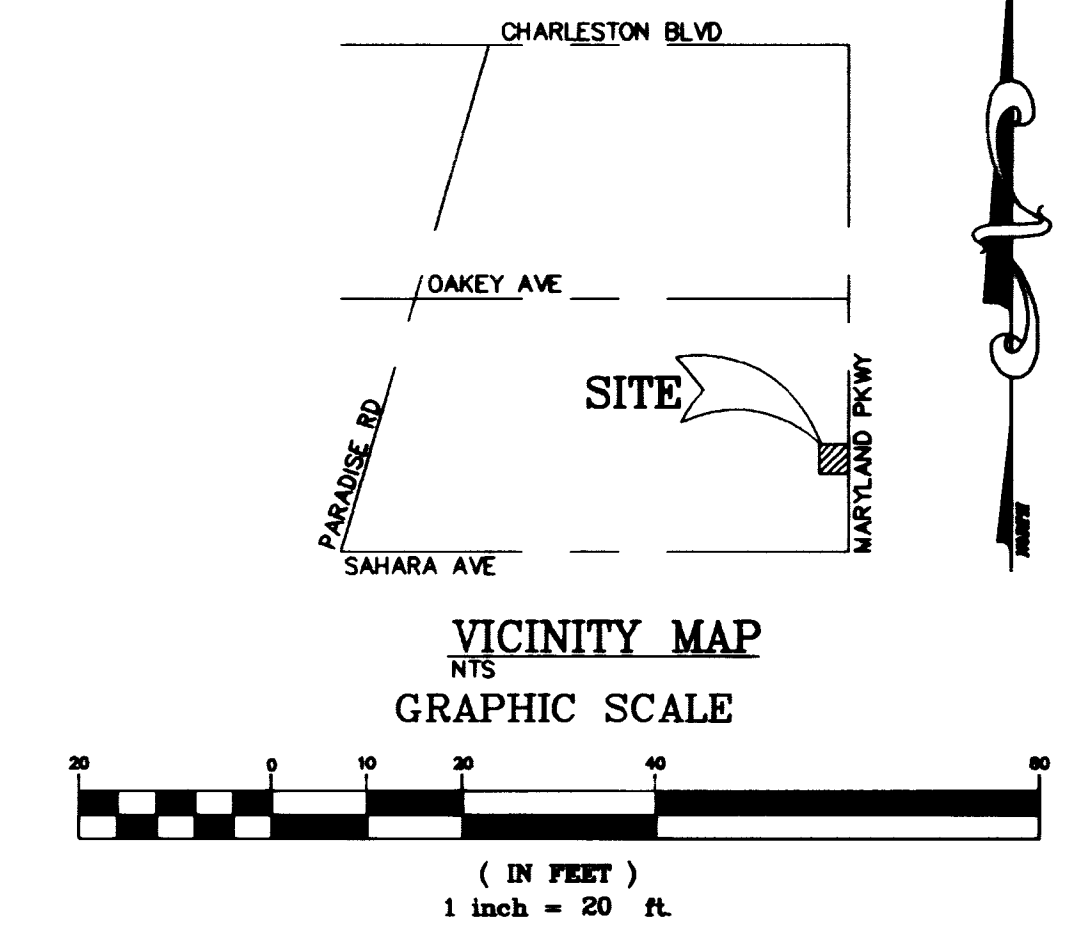 CHARLESTON BLVD
OAKEY AVE
SITE
MARYLAND PKWY
PARADISE RD
SAHARA AVE
NORTH
VICINITY MAP
NTS
GRAPHIC SCALE
20 0 10 20 40 80
( IN FEET )
1 inch = 20 ft.